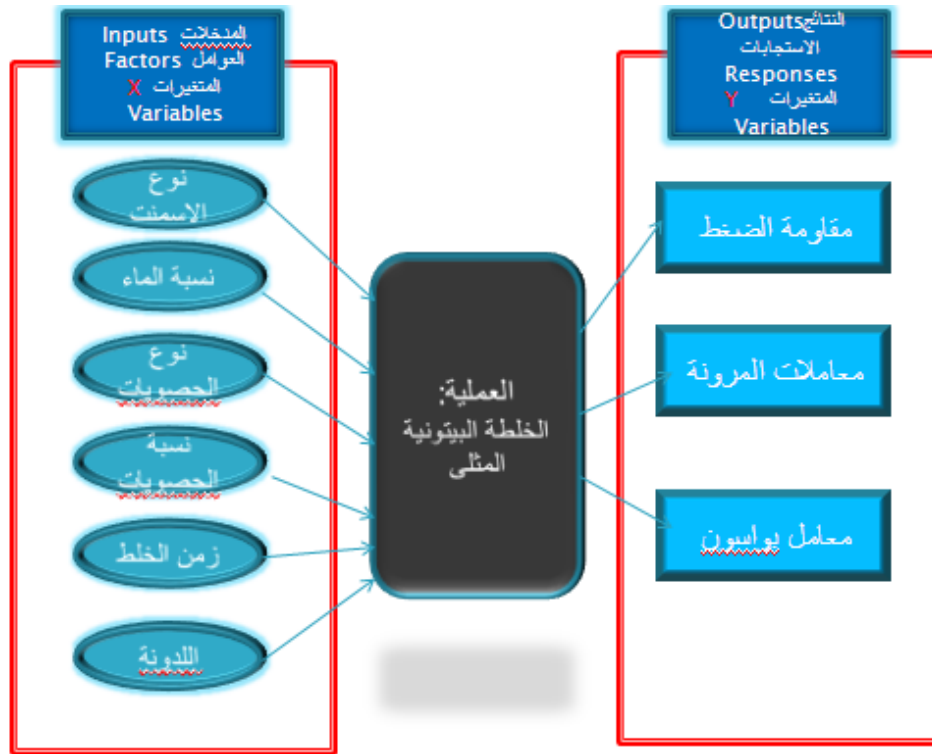 المدخلات Inputs
العوامل Factors
المتغيرات X
Variables
نوع
الاسمنت
نسبة الماء
نوع
الحصويات
نسبة
الحصويات
زمن الخلط
اللدونة
العملية:
الخلطة البيتونية
المثلى
النتائج Outputs
الاستجابات
Responses
المتغيرات Y
Variables
مقاومة الضغط
معاملات المرونة
معامل بواسون